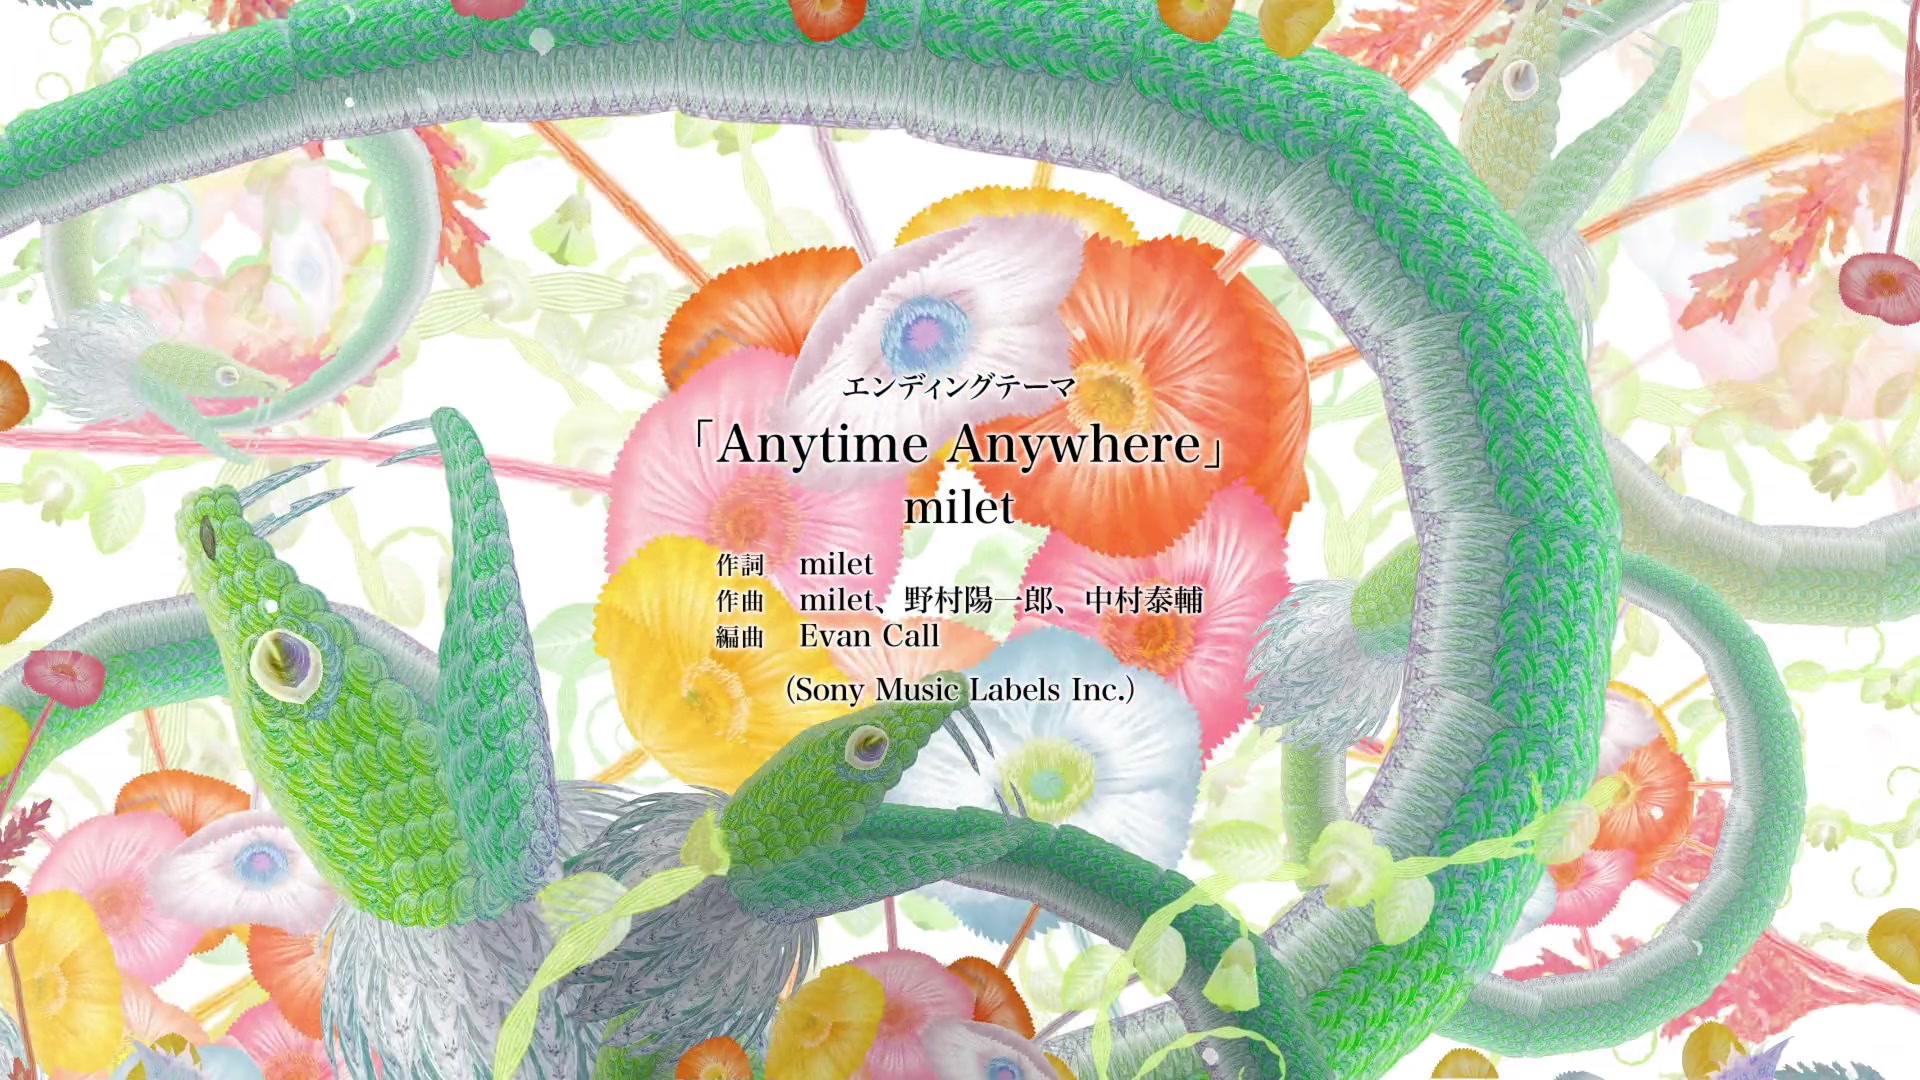 エンディングテーマ
「Anytime Anywhere」
milet
作詞 milet
作曲 milet、野村陽一郎、中村泰輔
編曲 Evan Call
(Sony Music Labels Inc.)